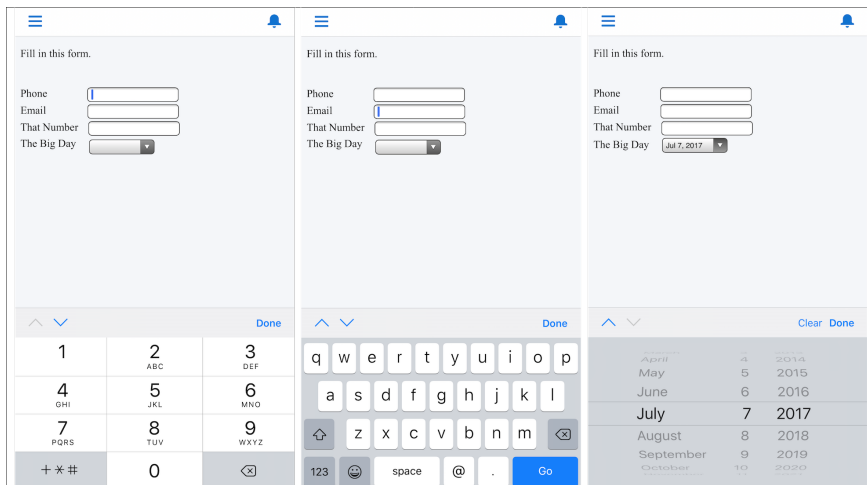 Fill in this form.
Phone
Email
That Number
The Big Day
Done
1
2
ABC
3
DEF
4
GHI
5
JKL
6
MNO
7
PQRS
8
TUV
9
WXYZ
+*#
0
Fill in this form.
Phone
Email
That Number
The Big Day
Done
q w e r t y u i o p
a s d f g h j k l
z x c v b n m
123 space @ . Go
Fill in this form.
Phone
Email
That Number
The Big Day Jul 7, 2017
Clear Done
April 4 2014
May 5 2015
June 6 2016
July 7 2017
August 8 2018
September 9 2019
October 10 2020